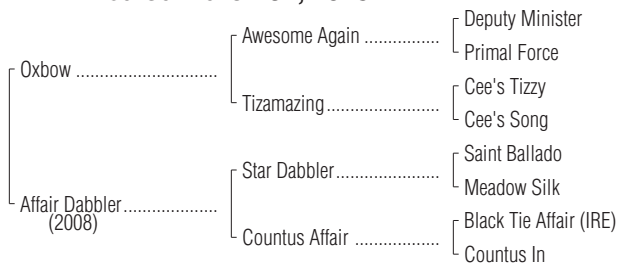 Oxbow
Affair Dabbler
(2008)
Awesome Again
Tizamazing
Star Dabbler
Countus Affair
Deputy Minister
Primal Force
Cee's Tizzy
Cee's Song
Saint Ballado
Meadow Silk
Black Tie Affair (IRE)
Countus In